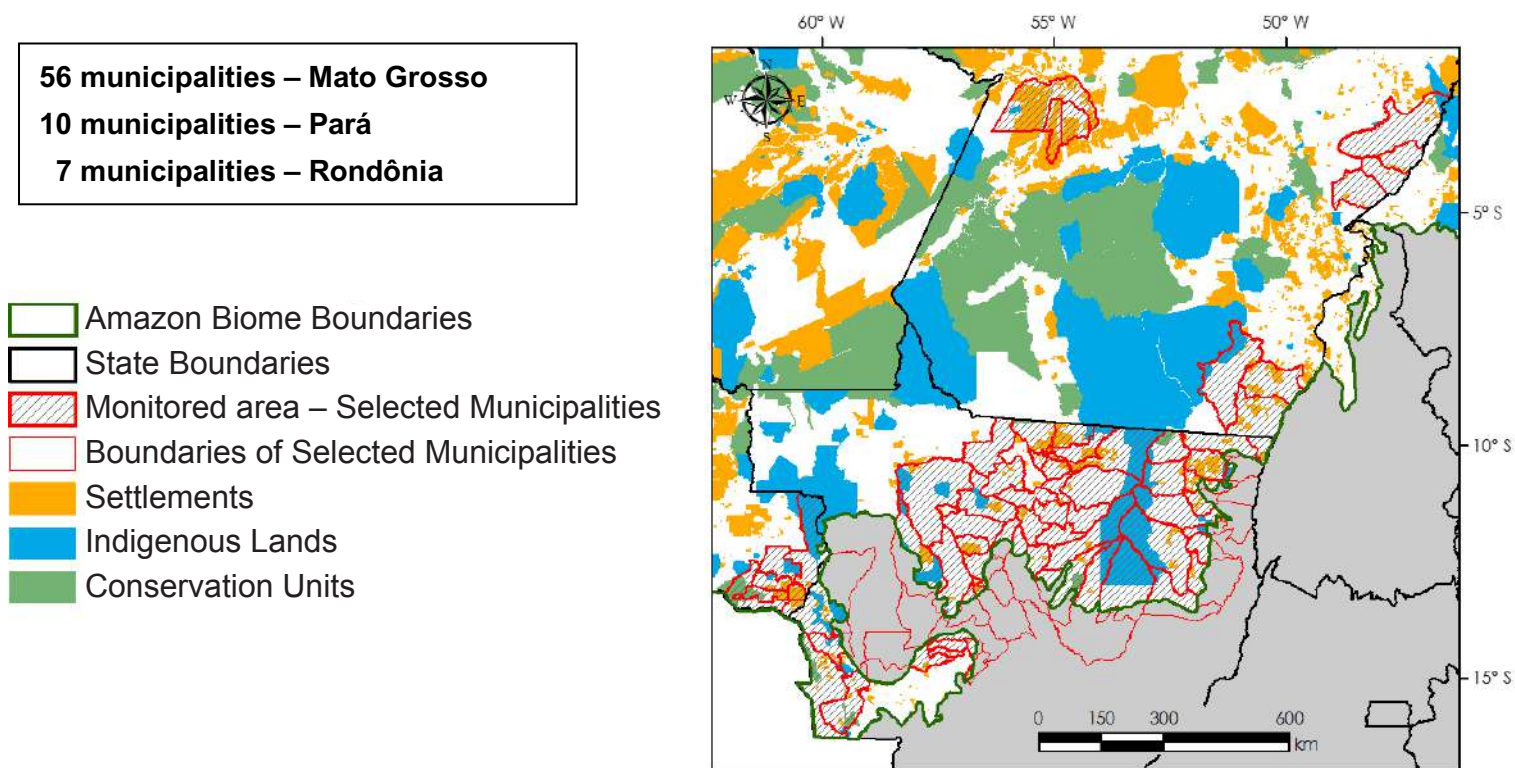 56 municipalities – Mato Grosso
10 municipalities – Pará
7 municipalities – Rondônia
Amazon Biome Boundaries
State Boundaries
Monitored area – Selected Municipalities
Boundaries of Selected Municipalities
Settlements
Indigenous Lands
Conservation Units
60° W
55° W
50° W
N
W
E
S
5° S
10° S
15° S
0
150
300
600
km